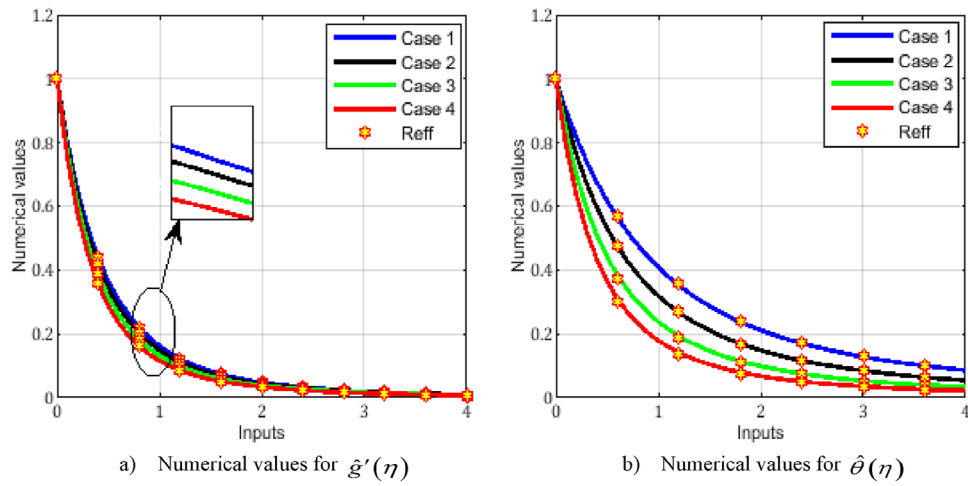 1.2
1
0.8
0.6
0.4
0.2
0
Numerical values
0 1 2 3 4
Inputs
Case 1
Case 2
Case 3
Case 4
Reff
a) Numerical values for ĝ′(η)
1.2
1
0.8
0.6
0.4
0.2
0
Numerical values
0 1 2 3 4
Inputs
Case 1
Case 2
Case 3
Case 4
Reff
b) Numerical values for θ̂(η)